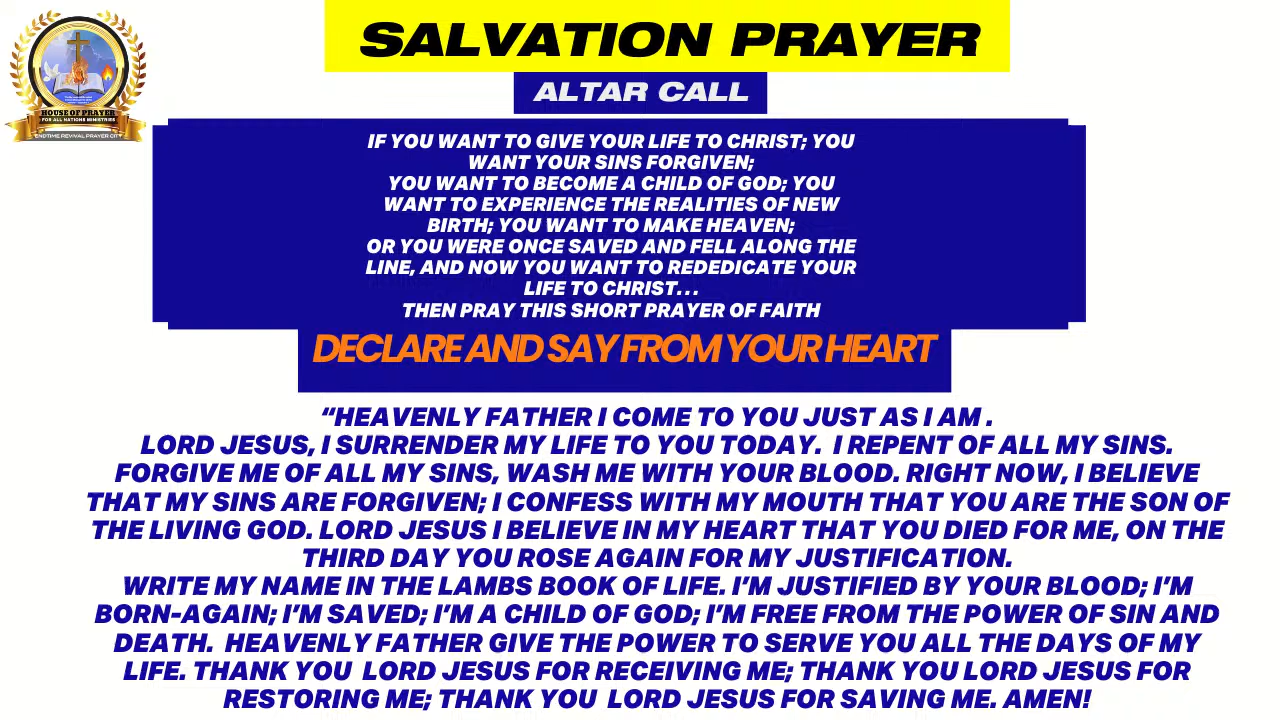 HOUSE OF PRAYER
FOR ALL NATIONS MINISTRIES
ENDTIME REVIVAL PRAYER CITY
SALVATION PRAYER
ALTAR CALL
IF YOU WANT TO GIVE YOUR LIFE TO CHRIST; YOU
WANT YOUR SINS FORGIVEN;
YOU WANT TO BECOME A CHILD OF GOD; YOU
WANT TO EXPERIENCE THE REALITIES OF NEW
BIRTH; YOU WANT TO MAKE HEAVEN;
OR YOU WERE ONCE SAVED AND FELL ALONG THE
LINE, AND NOW YOU WANT TO REDEDICATE YOUR
LIFE TO CHRIST...
THEN PRAY THIS SHORT PRAYER OF FAITH
DECLARE AND SAY FROM YOUR HEART
“HEAVENLY FATHER I COME TO YOU JUST AS I AM .
LORD JESUS, I SURRENDER MY LIFE TO YOU TODAY.  I REPENT OF ALL MY SINS.
FORGIVE ME OF ALL MY SINS, WASH ME WITH YOUR BLOOD. RIGHT NOW, I BELIEVE
THAT MY SINS ARE FORGIVEN; I CONFESS WITH MY MOUTH THAT YOU ARE THE SON OF
THE LIVING GOD. LORD JESUS I BELIEVE IN MY HEART THAT YOU DIED FOR ME, ON THE
THIRD DAY YOU ROSE AGAIN FOR MY JUSTIFICATION.
WRITE MY NAME IN THE LAMBS BOOK OF LIFE. I’M JUSTIFIED BY YOUR BLOOD; I’M
BORN-AGAIN; I’M SAVED; I’M A CHILD OF GOD; I’M FREE FROM THE POWER OF SIN AND
DEATH.  HEAVENLY FATHER GIVE THE POWER TO SERVE YOU ALL THE DAYS OF MY
LIFE. THANK YOU  LORD JESUS FOR RECEIVING ME; THANK YOU LORD JESUS FOR
RESTORING ME; THANK YOU  LORD JESUS FOR SAVING ME. AMEN!